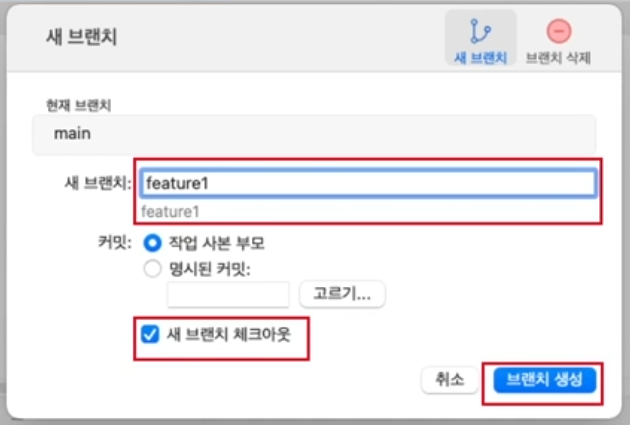 새 브랜치
새 브랜치
브랜치 삭제
현재 브랜치
main
새 브랜치: feature1
feature1
커밋: 작업 사본 부모
명시된 커밋:
고르기...
새 브랜치 체크아웃
취소 브랜치 생성